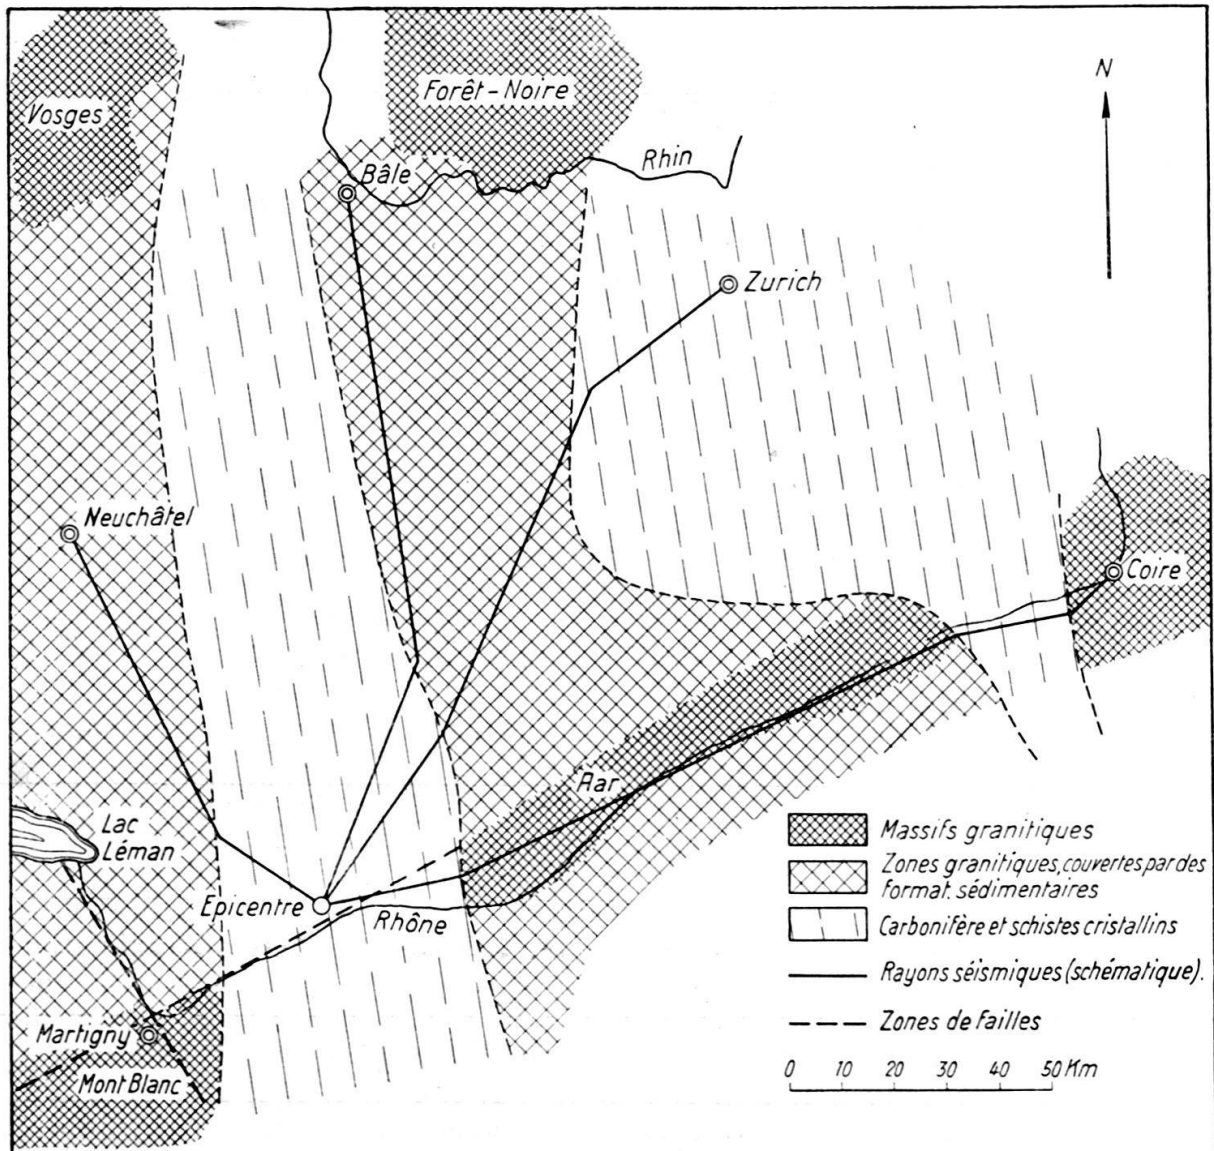 Vosges
Forêt-Noire
N
Bâle
Rhin
Zurich
Neuchâtel
Coire
Aar
Lac
Léman
Epicentre
Rhône
Martigny
Mont Blanc
Massifs granitiques
Zones granitiques, couvertes par des
format. sédimentaires
Carbonifère et schistes cristallins
Rayons séismiques (schématique).
Zones de failles
0 10 20 30 40 50 Km